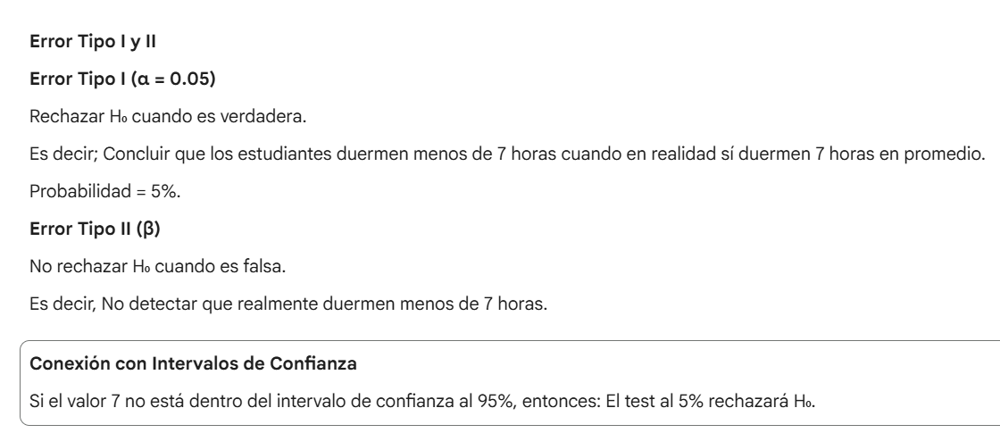 Error Tipo I y II
Error Tipo I (α = 0.05)
Rechazar H₀ cuando es verdadera.
Es decir; Concluir que los estudiantes duermen menos de 7 horas cuando en realidad sí duermen 7 horas en promedio.
Probabilidad = 5%.
Error Tipo II (β)
No rechazar H₀ cuando es falsa.
Es decir, No detectar que realmente duermen menos de 7 horas.
Conexión con Intervalos de Confianza
Si el valor 7 no está dentro del intervalo de confianza al 95%, entonces: El test al 5% rechazará H₀.